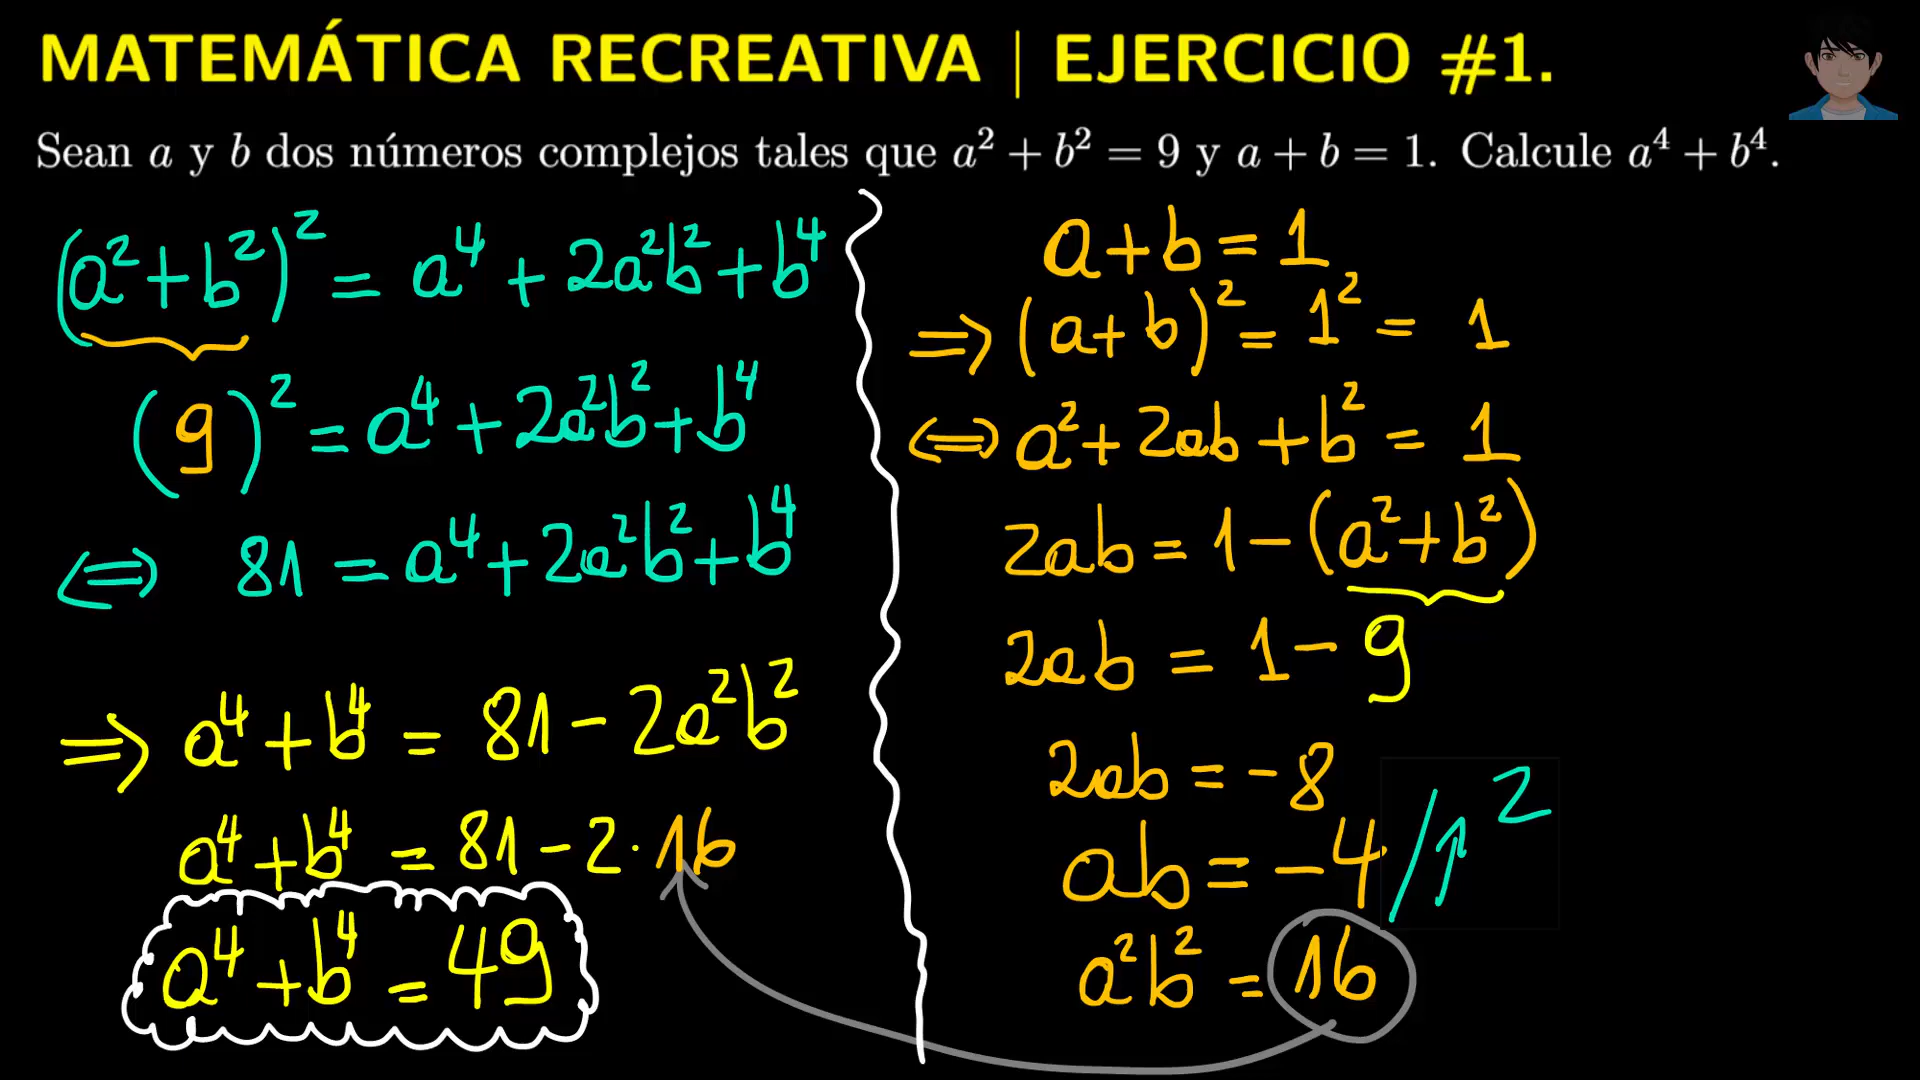 MATEMÁTICA RECREATIVA | EJERCICIO #1.
Sean a y b dos números complejos tales que a² + b² = 9 y a + b = 1. Calcule a⁴ + b⁴.
(a²+b²)² = a⁴ + 2a²b² + b⁴
(9)² = a⁴ + 2a²b² + b⁴
⟺ 81 = a⁴ + 2a²b² + b⁴
⟹ a⁴ + b⁴ = 81 − 2a²b²
a⁴ + b⁴ = 81 − 2 · 16
a⁴ + b⁴ = 49
a + b = 1
⟹ (a + b)² = 1² = 1
⟺ a² + 2ab + b² = 1
2ab = 1 − (a² + b²)
2ab = 1 − 9
2ab = −8
ab = −4 /↑²
a²b² = 16